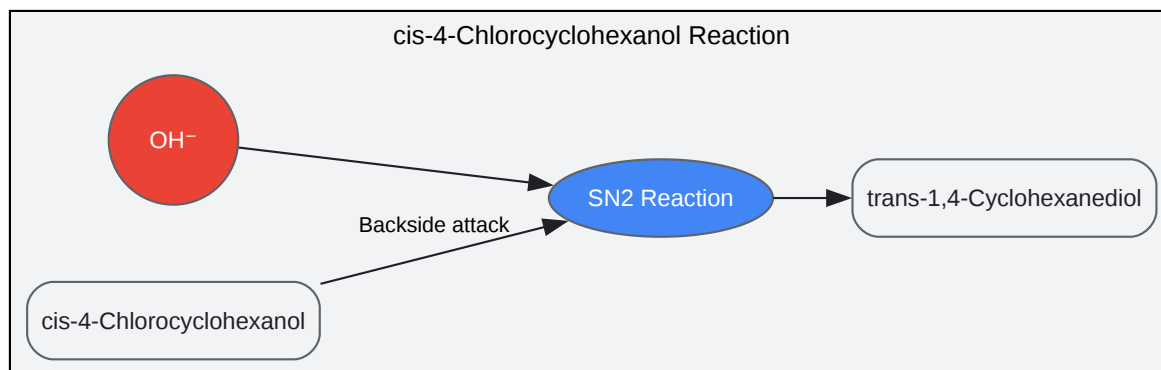 cis-4-Chlorocyclohexanol Reaction
OH⁻
SN2 Reaction
trans-1,4-Cyclohexanediol
Backside attack
cis-4-Chlorocyclohexanol